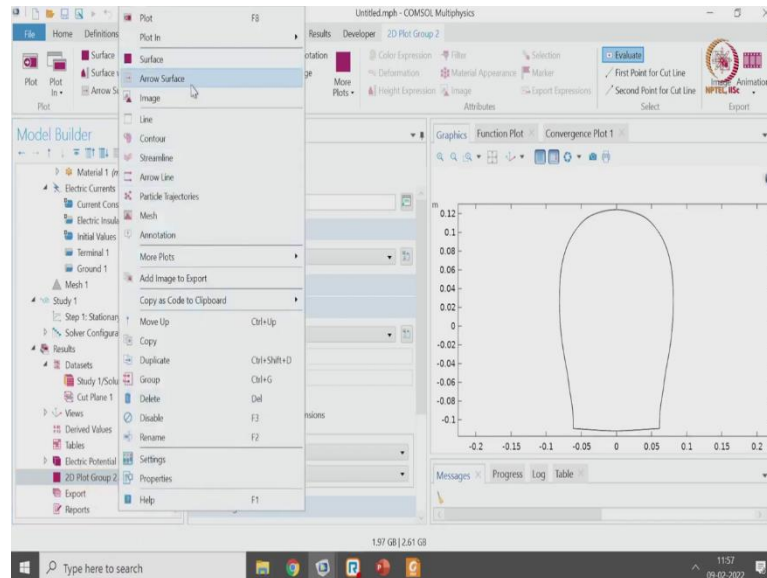 Untitled.mph - COMSOL Multiphysics
File Home Definitions Results Developer 2D Plot Group 2
Plot F8
Plot In
Surface
Arrow Surface
Image
Line
Contour
Streamline
Arrow Line
Particle Trajectories
Mesh
Annotation
More Plots
Add Image to Export
Copy as Code to Clipboard
Move Up Ctrl+Up
Copy
Duplicate Ctrl+Shift+D
Group Ctrl+G
Delete Del
Disable F3
Rename F2
Settings
Properties
Help F1
Plot
Plot In
Surface
Surface
Arrow Su
Plot
More Plots
Color Expression
Deformation
Height Expression
Filter
Material Appearance
Image
Selection
Marker
Export Expressions
Attributes
Evaluate
First Point for Cut Line
Second Point for Cut Line
Select
Image Animation
NPTEL, IISc
Export
Model Builder
Material 1
Electric Currents
Current Cons
Electric Insula
Initial Values
Terminal 1
Ground 1
Mesh 1
Study 1
Step 1: Stationar
Solver Configura
Results
Datasets
Study 1/Solu
Cut Plane 1
Views
Derived Values
Tables
Electric Potential
2D Plot Group 2
Export
Reports
Graphics Function Plot Convergence Plot 1
m
0.12
0.1
0.08
0.06
0.04
0.02
0
-0.02
-0.04
-0.06
-0.08
-0.1
-0.2 -0.15 -0.1 -0.05 0 0.05 0.1 0.15 0.2
Messages Progress Log Table
1.97 GB | 2.61 GB
Type here to search
11:57
09-02-2022